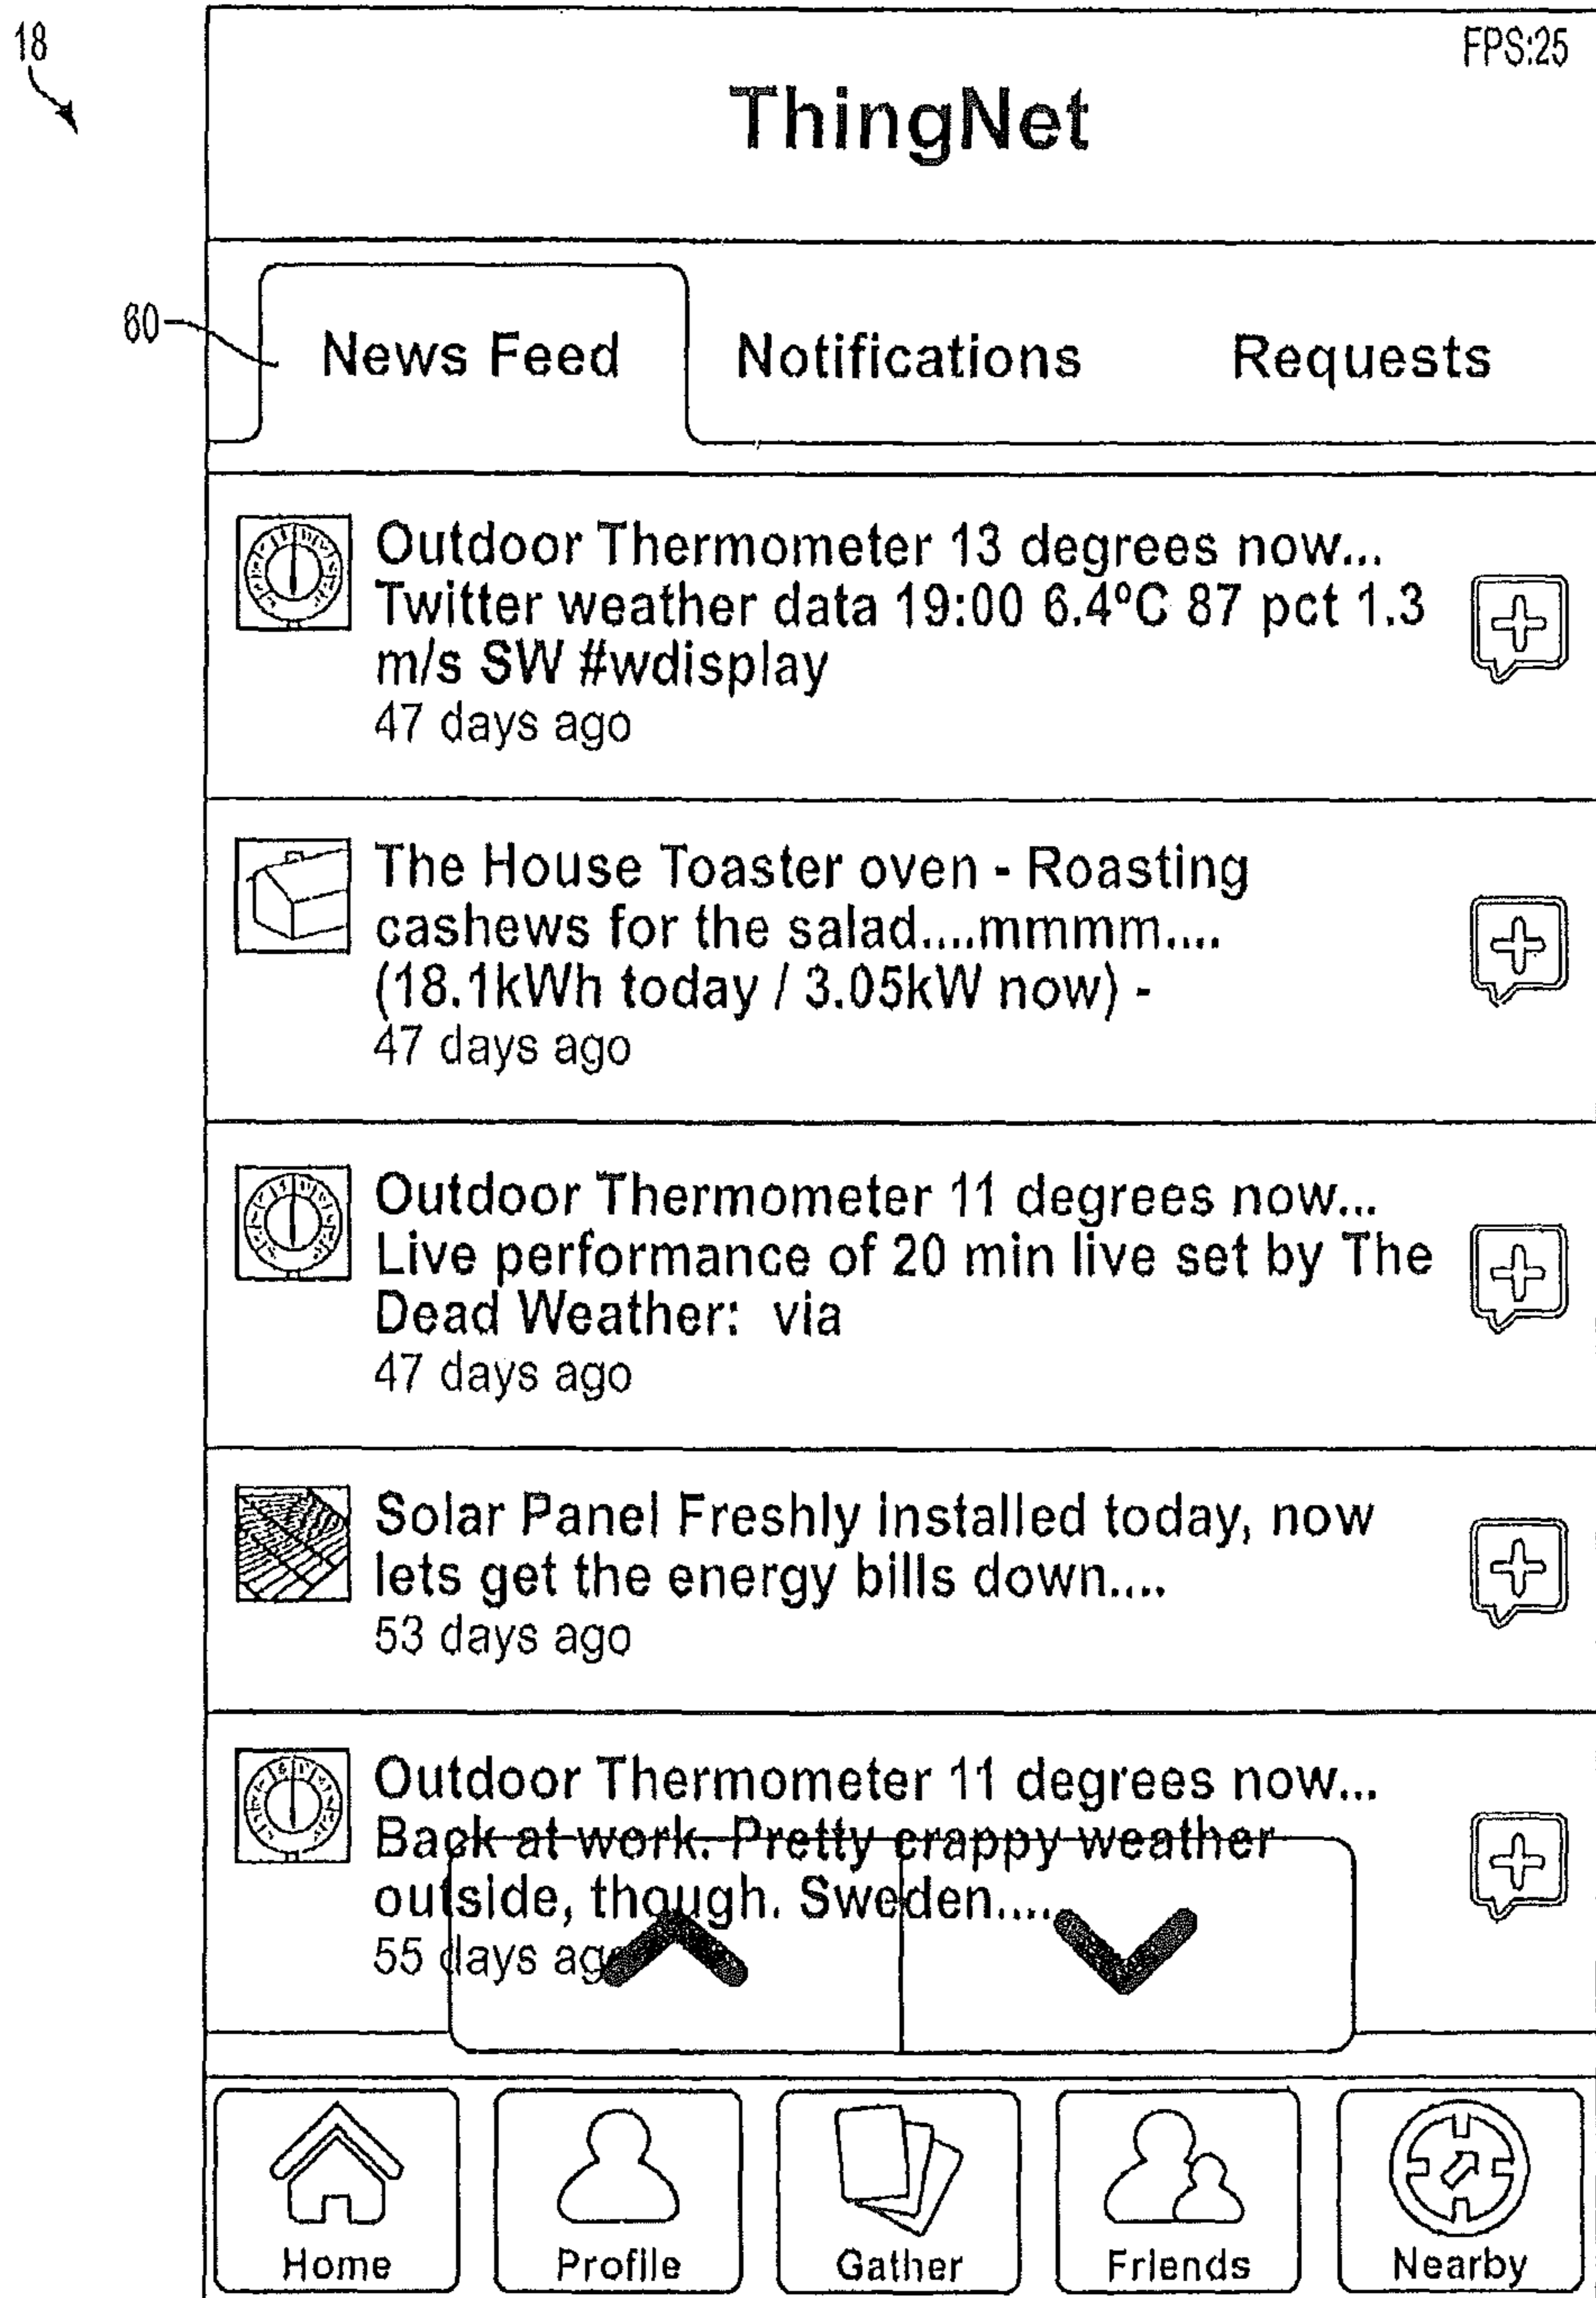 18
FPS:25
ThingNet
60
News Feed Notifications Requests
Outdoor Thermometer 13 degrees now...
Twitter weather data 19:00 6.4ºC 87 pct 1.3
m/s SW #wdisplay
47 days ago
The House Toaster oven - Roasting
cashews for the salad....mmmm....
(18.1kWh today / 3.05kW now) -
47 days ago
Outdoor Thermometer 11 degrees now...
Live performance of 20 min live set by The
Dead Weather: via
47 days ago
Solar Panel Freshly installed today, now
lets get the energy bills down....
53 days ago
Outdoor Thermometer 11 degrees now...
Back at work. Pretty crappy weather
outside, though. Sweden....
55 days ago
Home Profile Gather Friends Nearby